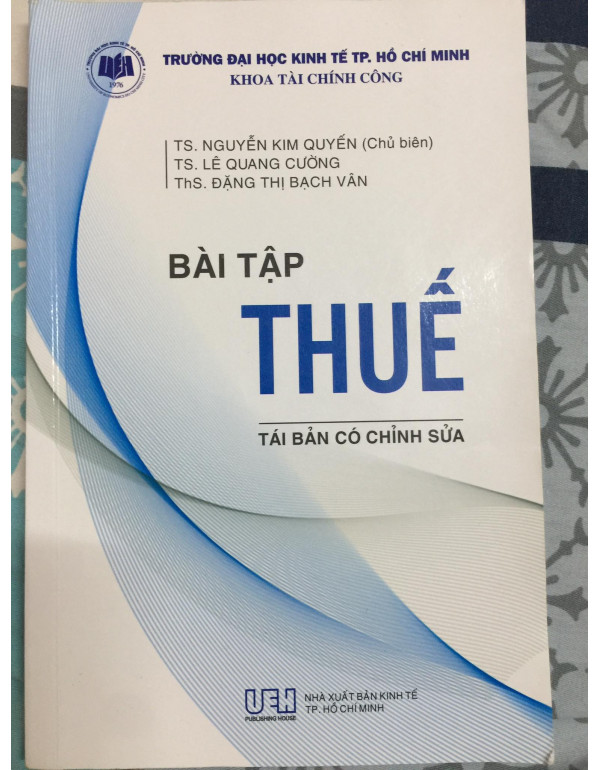 TRƯỜNG ĐẠI HỌC KINH TẾ TP. HỒ CHÍ MINH
KHOA TÀI CHÍNH CÔNG
UEH
1976
TS. NGUYỄN KIM QUYẾN (Chủ biên)
TS. LÊ QUANG CƯỜNG
ThS. ĐẶNG THỊ BẠCH VÂN
BÀI TẬP
THUẾ
TÁI BẢN CÓ CHỈNH SỬA
UEH
PUBLISHING HOUSE
NHÀ XUẤT BẢN KINH TẾ
TP. HỒ CHÍ MINH